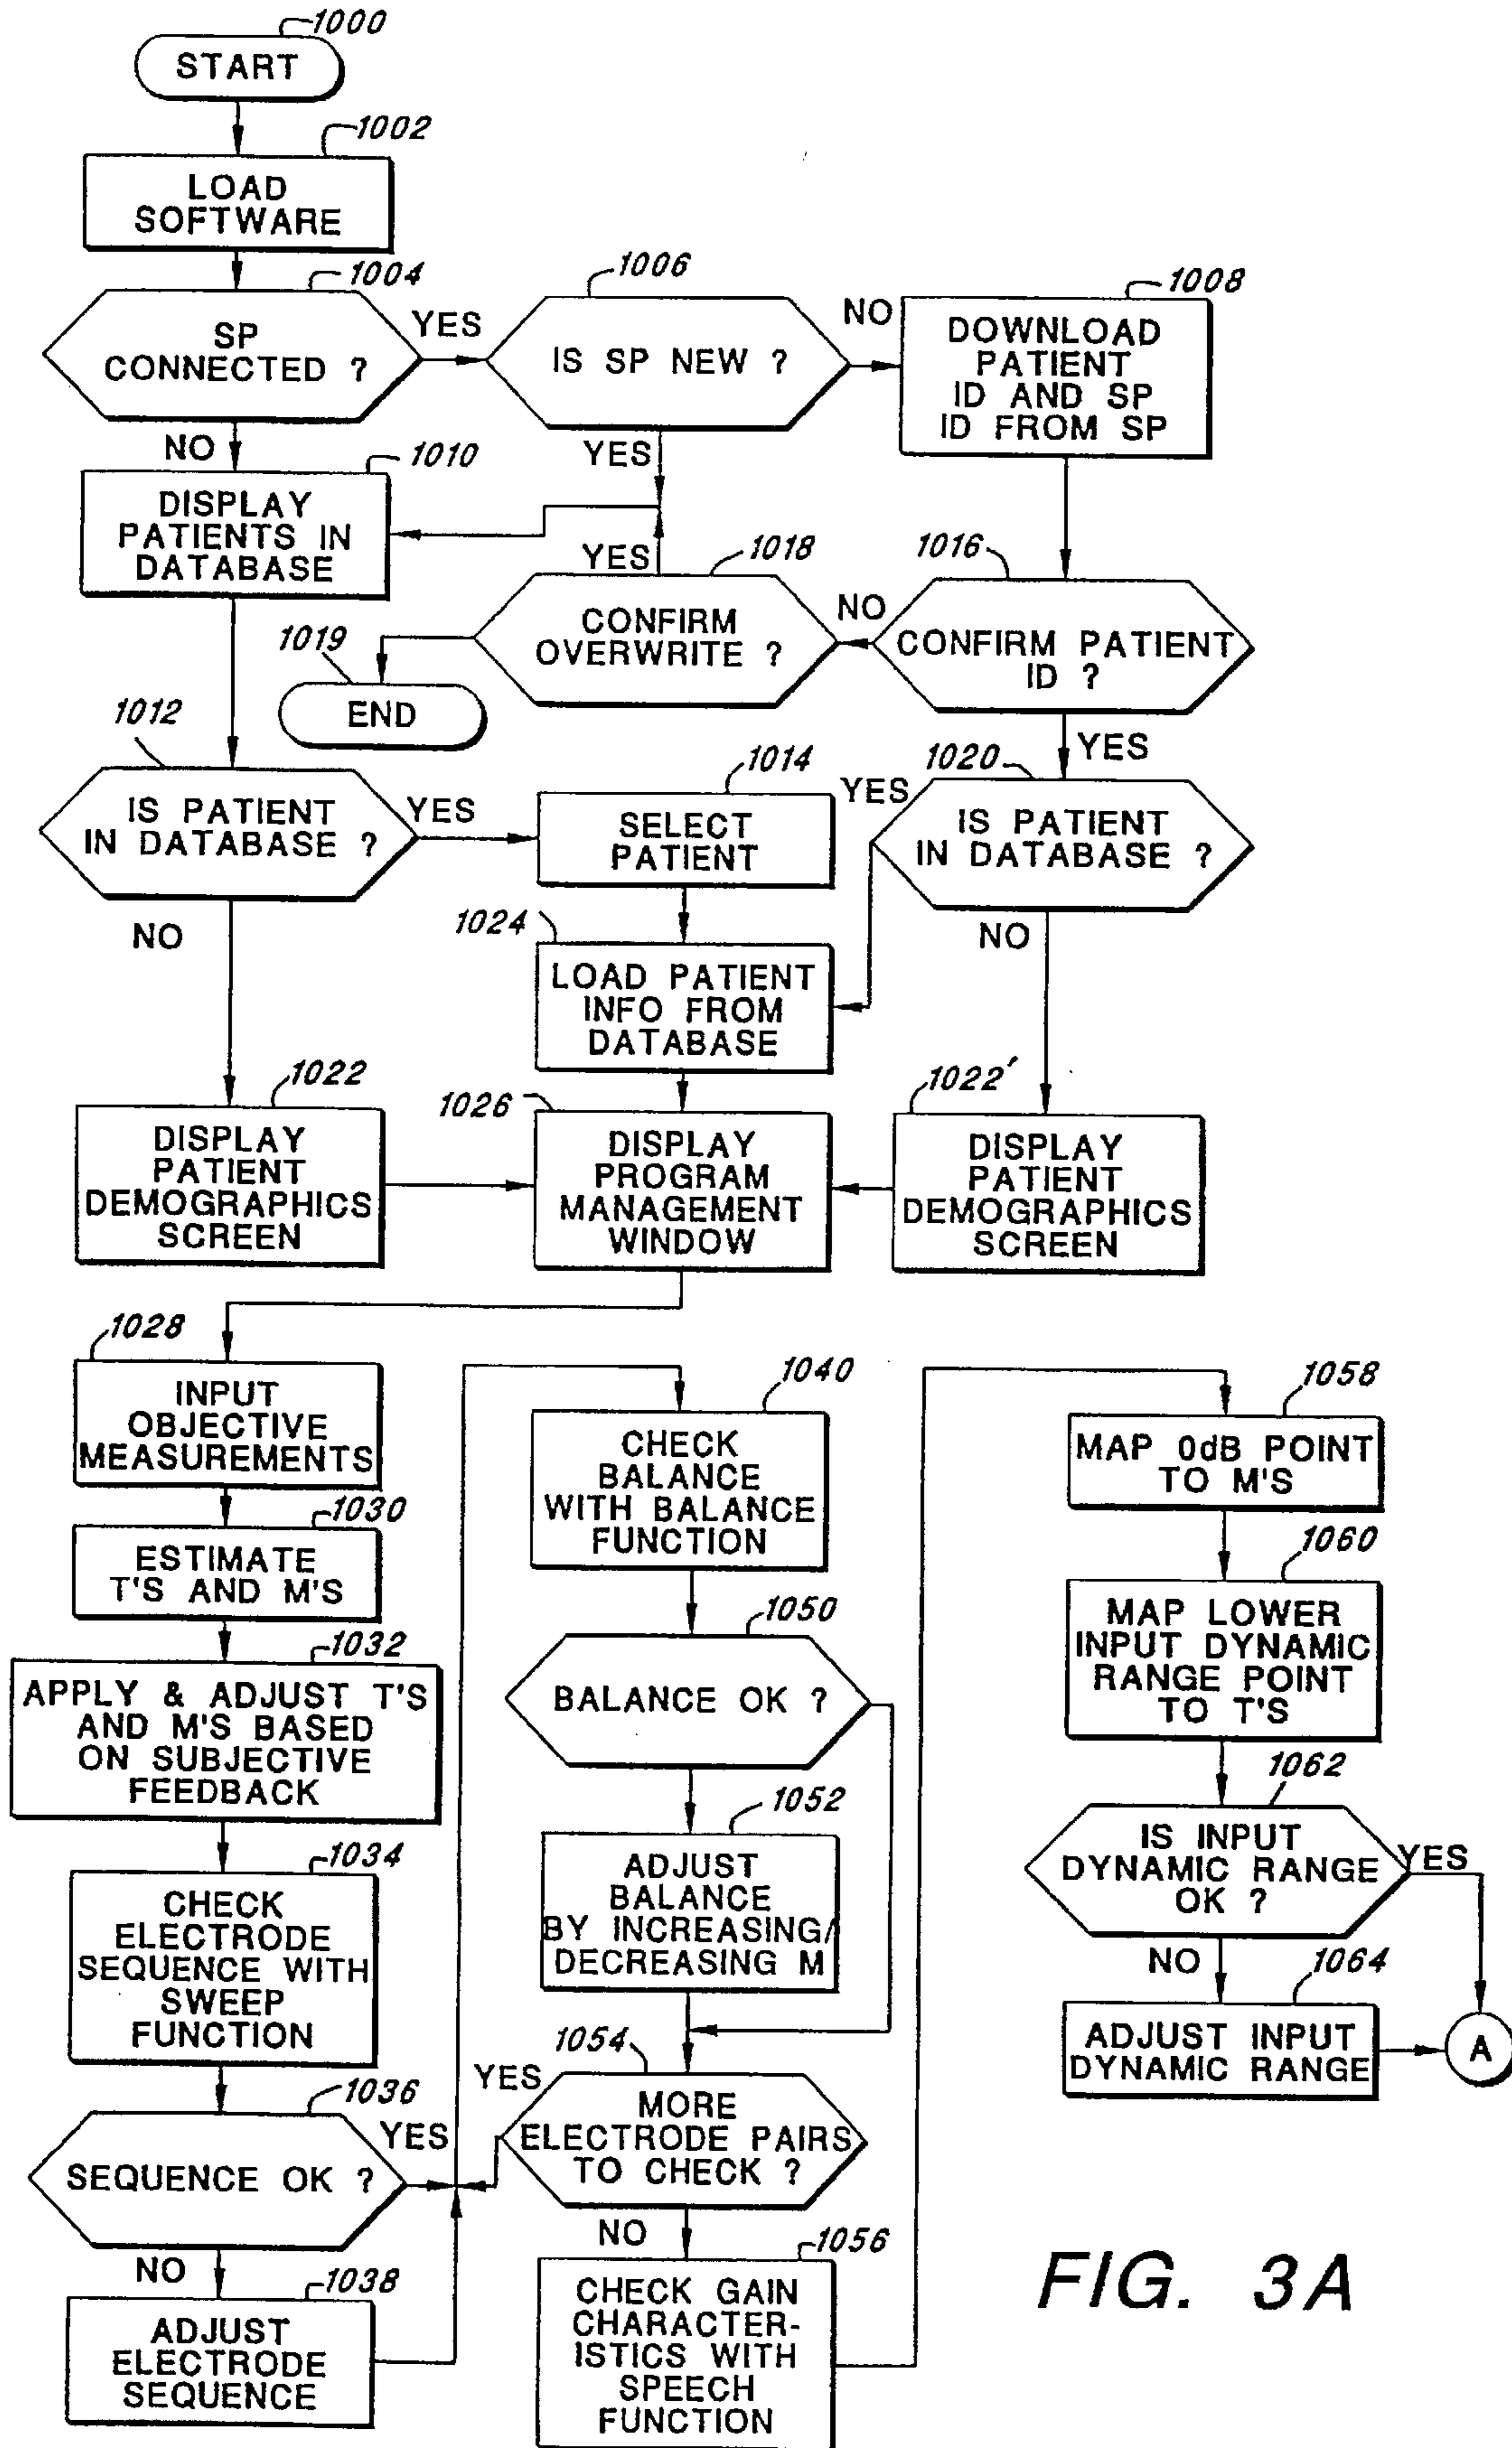 1000
START
1002
LOAD
SOFTWARE
1004
SP
CONNECTED ?
YES
NO
1006
IS SP NEW ?
NO
YES
1008
DOWNLOAD
PATIENT
ID AND SP
ID FROM SP
1010
DISPLAY
PATIENTS IN
DATABASE
YES
1018
CONFIRM
OVERWRITE ?
NO
1016
CONFIRM PATIENT
ID ?
YES
1019
END
1012
IS PATIENT
IN DATABASE ?
YES
NO
1014
SELECT
PATIENT
YES
1020
IS PATIENT
IN DATABASE ?
NO
1024
LOAD PATIENT
INFO FROM
DATABASE
1022
DISPLAY
PATIENT
DEMOGRAPHICS
SCREEN
1026
DISPLAY
PROGRAM
MANAGEMENT
WINDOW
1022'
DISPLAY
PATIENT
DEMOGRAPHICS
SCREEN
1028
INPUT
OBJECTIVE
MEASUREMENTS
1030
ESTIMATE
T'S AND M'S
1032
APPLY & ADJUST T'S
AND M'S BASED
ON SUBJECTIVE
FEEDBACK
1034
CHECK
ELECTRODE
SEQUENCE WITH
SWEEP
FUNCTION
1036
SEQUENCE OK ?
YES
NO
1038
ADJUST
ELECTRODE
SEQUENCE
1040
CHECK
BALANCE
WITH BALANCE
FUNCTION
1050
BALANCE OK ?
1052
ADJUST
BALANCE
BY INCREASING/
DECREASING M
1054
YES
MORE
ELECTRODE PAIRS
TO CHECK ?
NO
1056
CHECK GAIN
CHARACTER-
ISTICS WITH
SPEECH
FUNCTION
1058
MAP 0dB POINT
TO M'S
1060
MAP LOWER
INPUT DYNAMIC
RANGE POINT
TO T'S
1062
IS INPUT
DYNAMIC RANGE
OK ?
YES
NO
1064
ADJUST INPUT
DYNAMIC RANGE
A
FIG. 3A